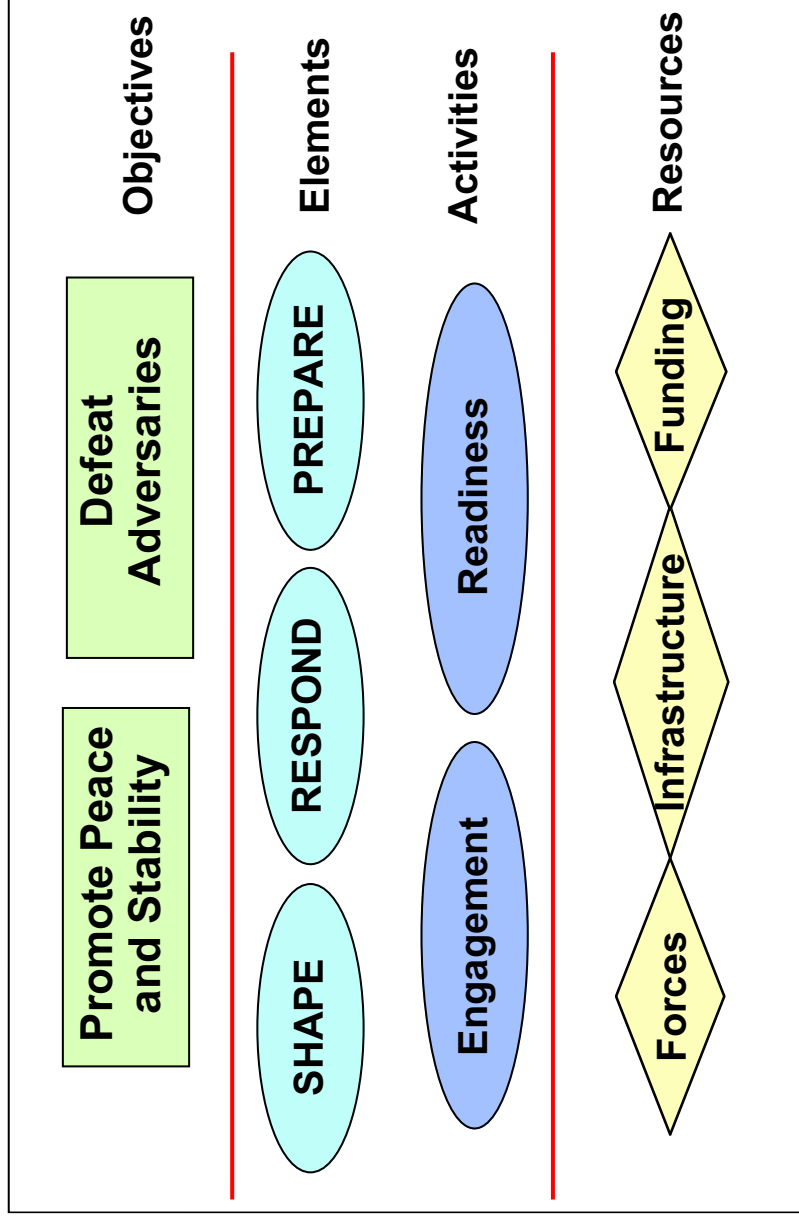 Promote Peace
and Stability
Defeat
Adversaries
Objectives
SHAPE
RESPOND
PREPARE
Elements
Engagement
Readiness
Activities
Forces
Infrastructure
Funding
Resources